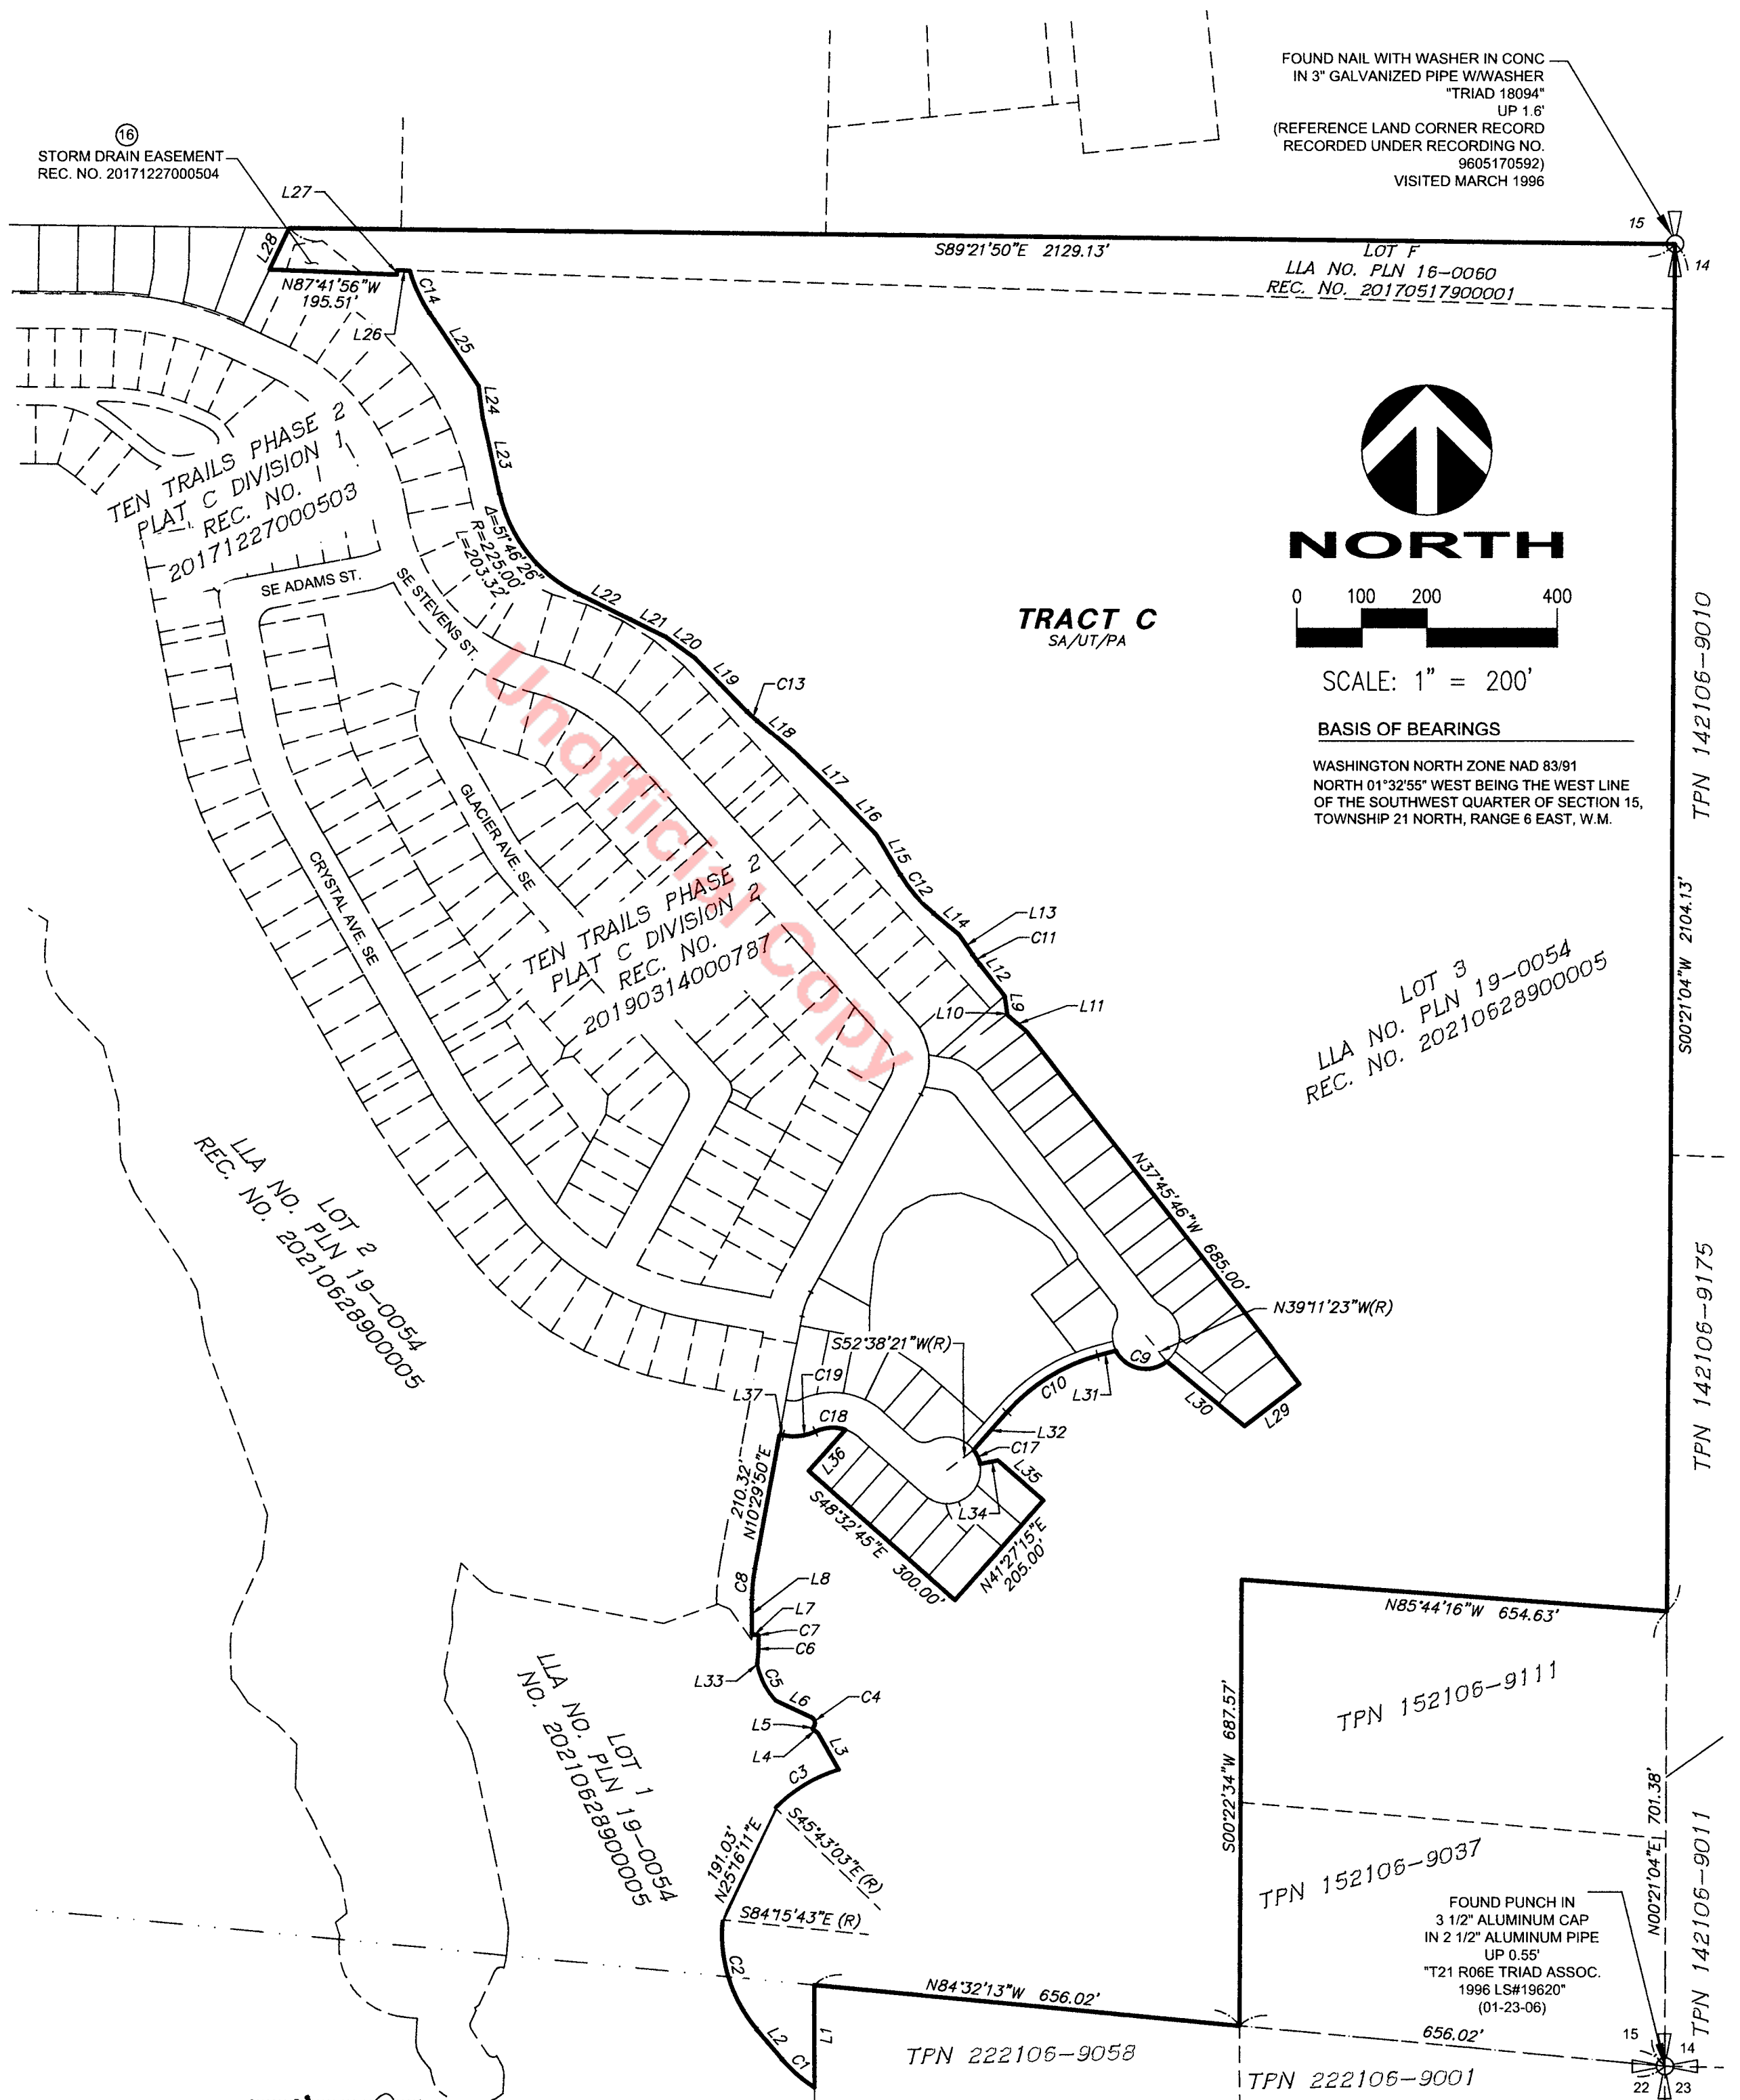 FOUND NAIL WITH WASHER IN CONC
IN 3" GALVANIZED PIPE W/WASHER
"TRIAD 18094"
UP 1.6'
(REFERENCE LAND CORNER RECORD
RECORDED UNDER RECORDING NO.
9605170592)
VISITED MARCH 1996
16
STORM DRAIN EASEMENT
REC. NO. 20171227000504
L27
15
14
L28
S89°21'50"E 2129.13'
LOT F
LLA NO. PLN 16-0060
REC. NO. 20170517900001
N87°41'56"W
195.51'
C14
L26
L25
L24
L23
TEN TRAILS PHASE 2
PLAT C DIVISION 1
REC. NO.
20171227000503
Δ=51°46'26"
R=225.00'
L=203.32'
NORTH
0 100 200 400
SCALE: 1" = 200'
SE ADAMS ST.
SE STEVENS ST.
L22
L21
L20
L19
C13
L18
L17
L16
L15
C12
L14
L13
C11
L12
L9
L10
L11
TRACT C
SA/UT/PA
TPN 142106-9010
BASIS OF BEARINGS
WASHINGTON NORTH ZONE NAD 83/91
NORTH 01°32'55" WEST BEING THE WEST LINE
OF THE SOUTHWEST QUARTER OF SECTION 15,
TOWNSHIP 21 NORTH, RANGE 6 EAST, W.M.
Unofficial Copy
GLACIER AVE. SE
CRYSTAL AVE. SE
TEN TRAILS PHASE 2
PLAT C DIVISION 2
REC. NO.
20190314000787
S00°21'04"W 2104.13'
LOT 3
LLA NO. PLN 19-0054
REC. NO. 20210628900005
LOT 2
LLA NO. PLN 19-0054
REC. NO. 20210628900005
N37°45'46"W 685.00'
TPN 142106-9175
N39°11'23"W(R)
S52°38'21"W(R)
C9
C19
L37
C18
C10
L31
L30
L29
L32
C17
L36
L35
L34
210.32'
N10°29'50"E
S48°32'45"E 300.00'
N41°27'15"E
205.00'
C8
L8
L7
C7
C6
L33
C5
L6
C4
L5
L4
L3
C3
N85°44'16"W 654.63'
TPN 152106-9111
S00°22'34"W 687.57'
LOT 1
LLA NO. PLN 19-0054
NO. 20210628900005
191.03'
N25°16'11"E
S45°43'03"E(R)
S84°15'43"E (R)
TPN 152106-9037
N00°21'04"E 701.38'
TPN 142106-9011
FOUND PUNCH IN
3 1/2" ALUMINUM CAP
IN 2 1/2" ALUMINUM PIPE
UP 0.55'
"T21 R06E TRIAD ASSOC.
1996 LS#19620"
(01-23-06)
C2
N84°32'13"W 656.02'
L2
C1
L1
656.02'
TPN 222106-9058
TPN 222106-9001
15
14
22
23